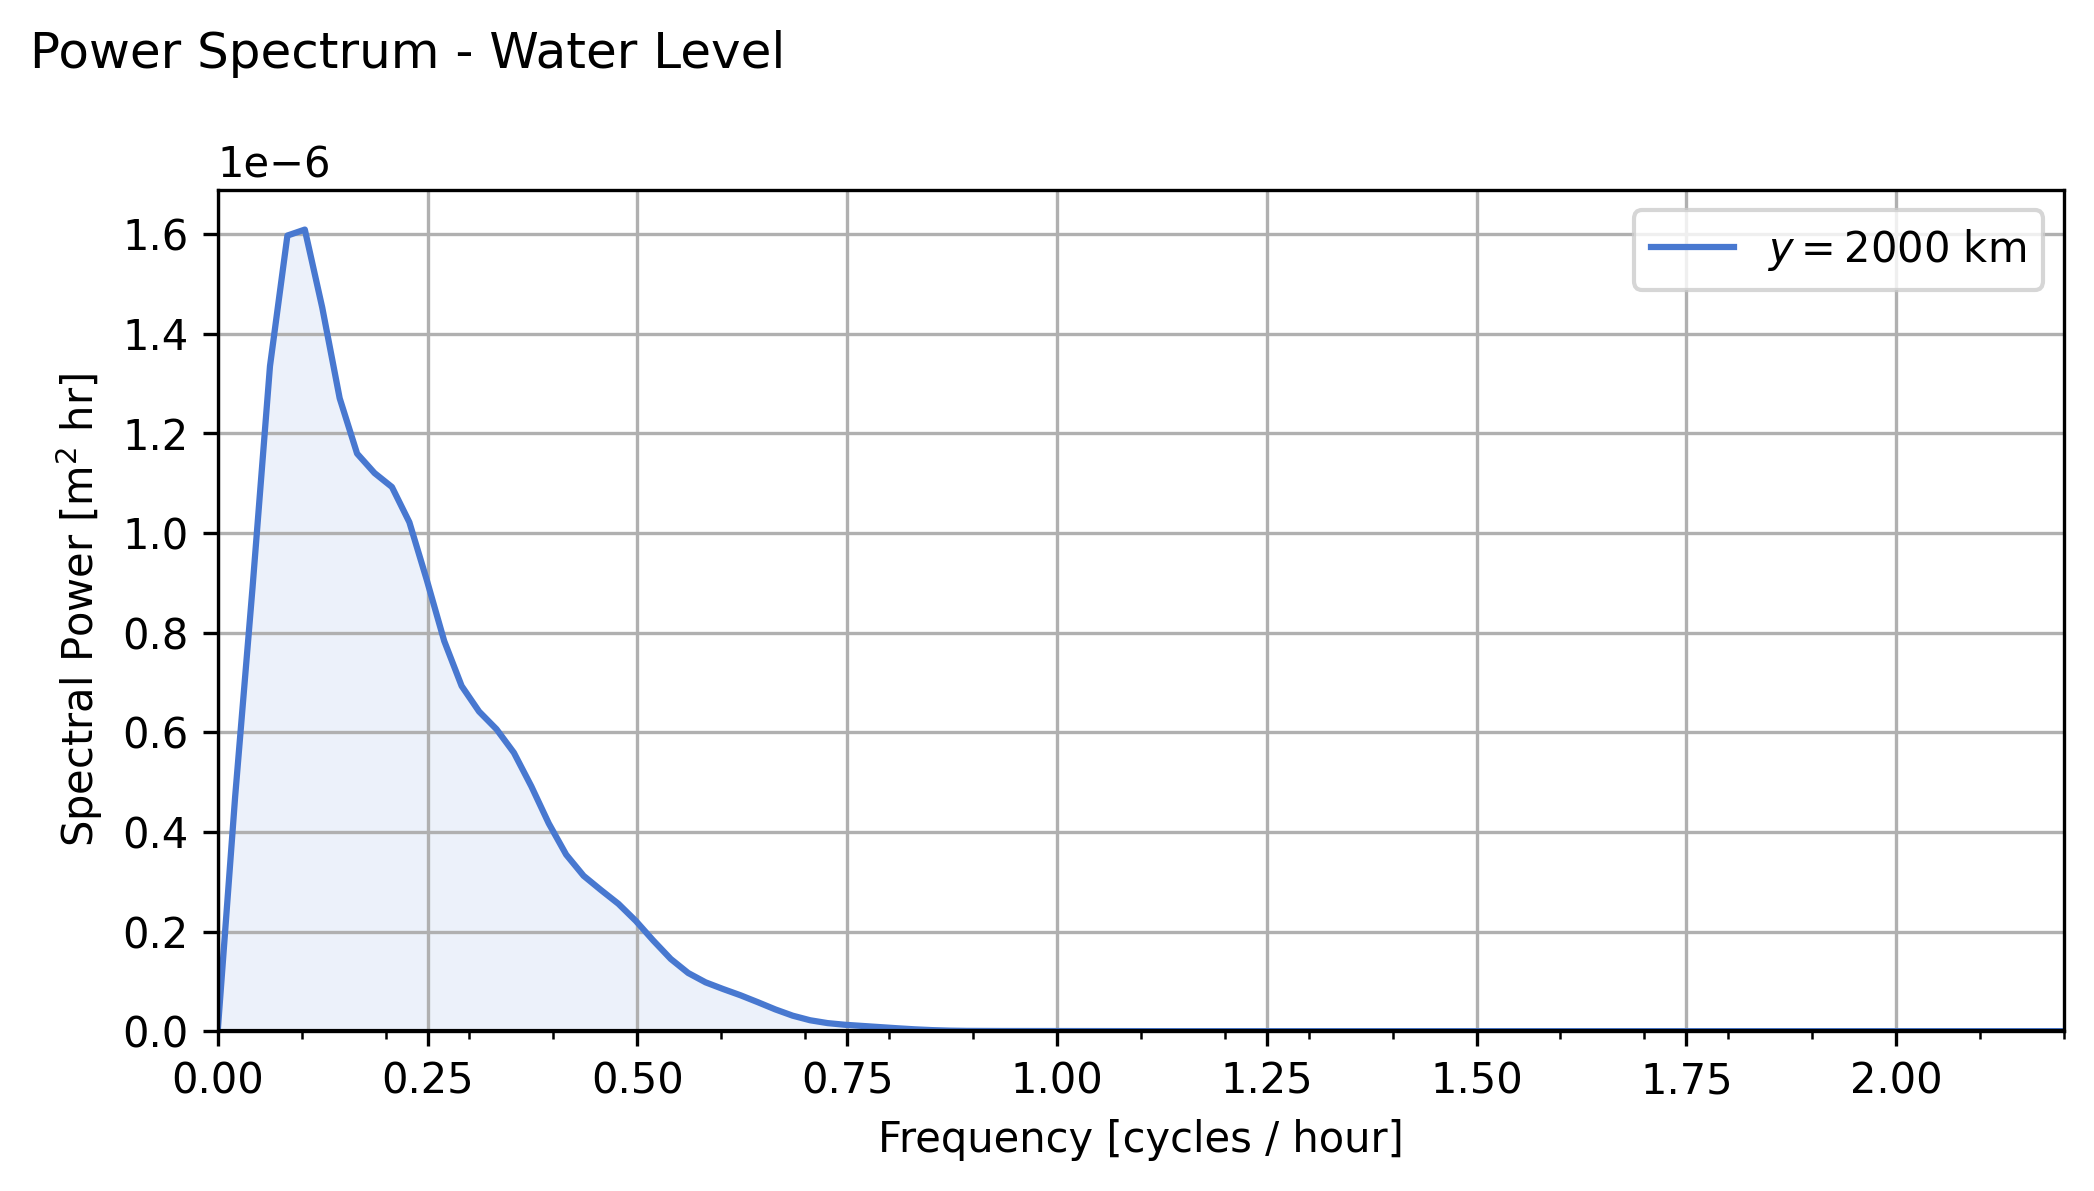 Power Spectrum - Water Level
1e−6
1.6
1.4
1.2
1.0
0.8
0.6
0.4
0.2
0.0
Spectral Power [m² hr]
y = 2000 km
0.00 0.25 0.50 0.75 1.00 1.25 1.50 1.75 2.00
Frequency [cycles / hour]